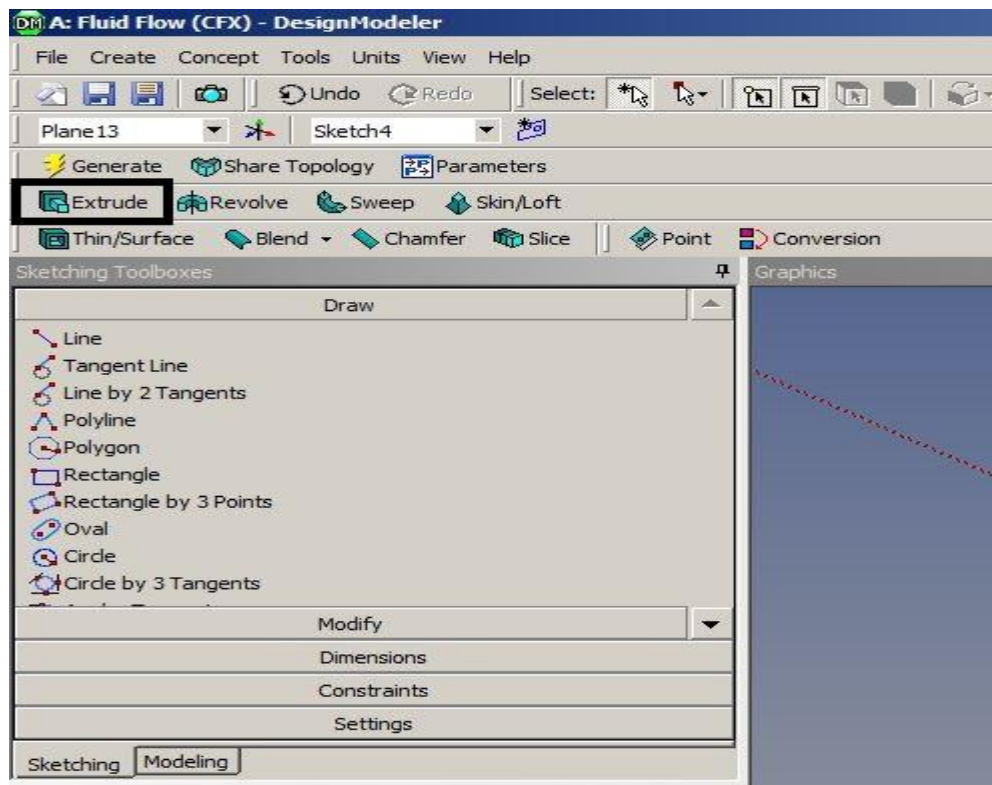 DM A: Fluid Flow (CFX) - DesignModeler
File Create Concept Tools Units View Help
Undo Redo Select:
Plane13 Sketch4
Generate Share Topology Parameters
Extrude Revolve Sweep Skin/Loft
Thin/Surface Blend Chamfer Slice Point Conversion
Sketching Toolboxes
Graphics
Draw
Line
Tangent Line
Line by 2 Tangents
Polyline
Polygon
Rectangle
Rectangle by 3 Points
Oval
Circle
Circle by 3 Tangents
Modify
Dimensions
Constraints
Settings
Sketching Modeling